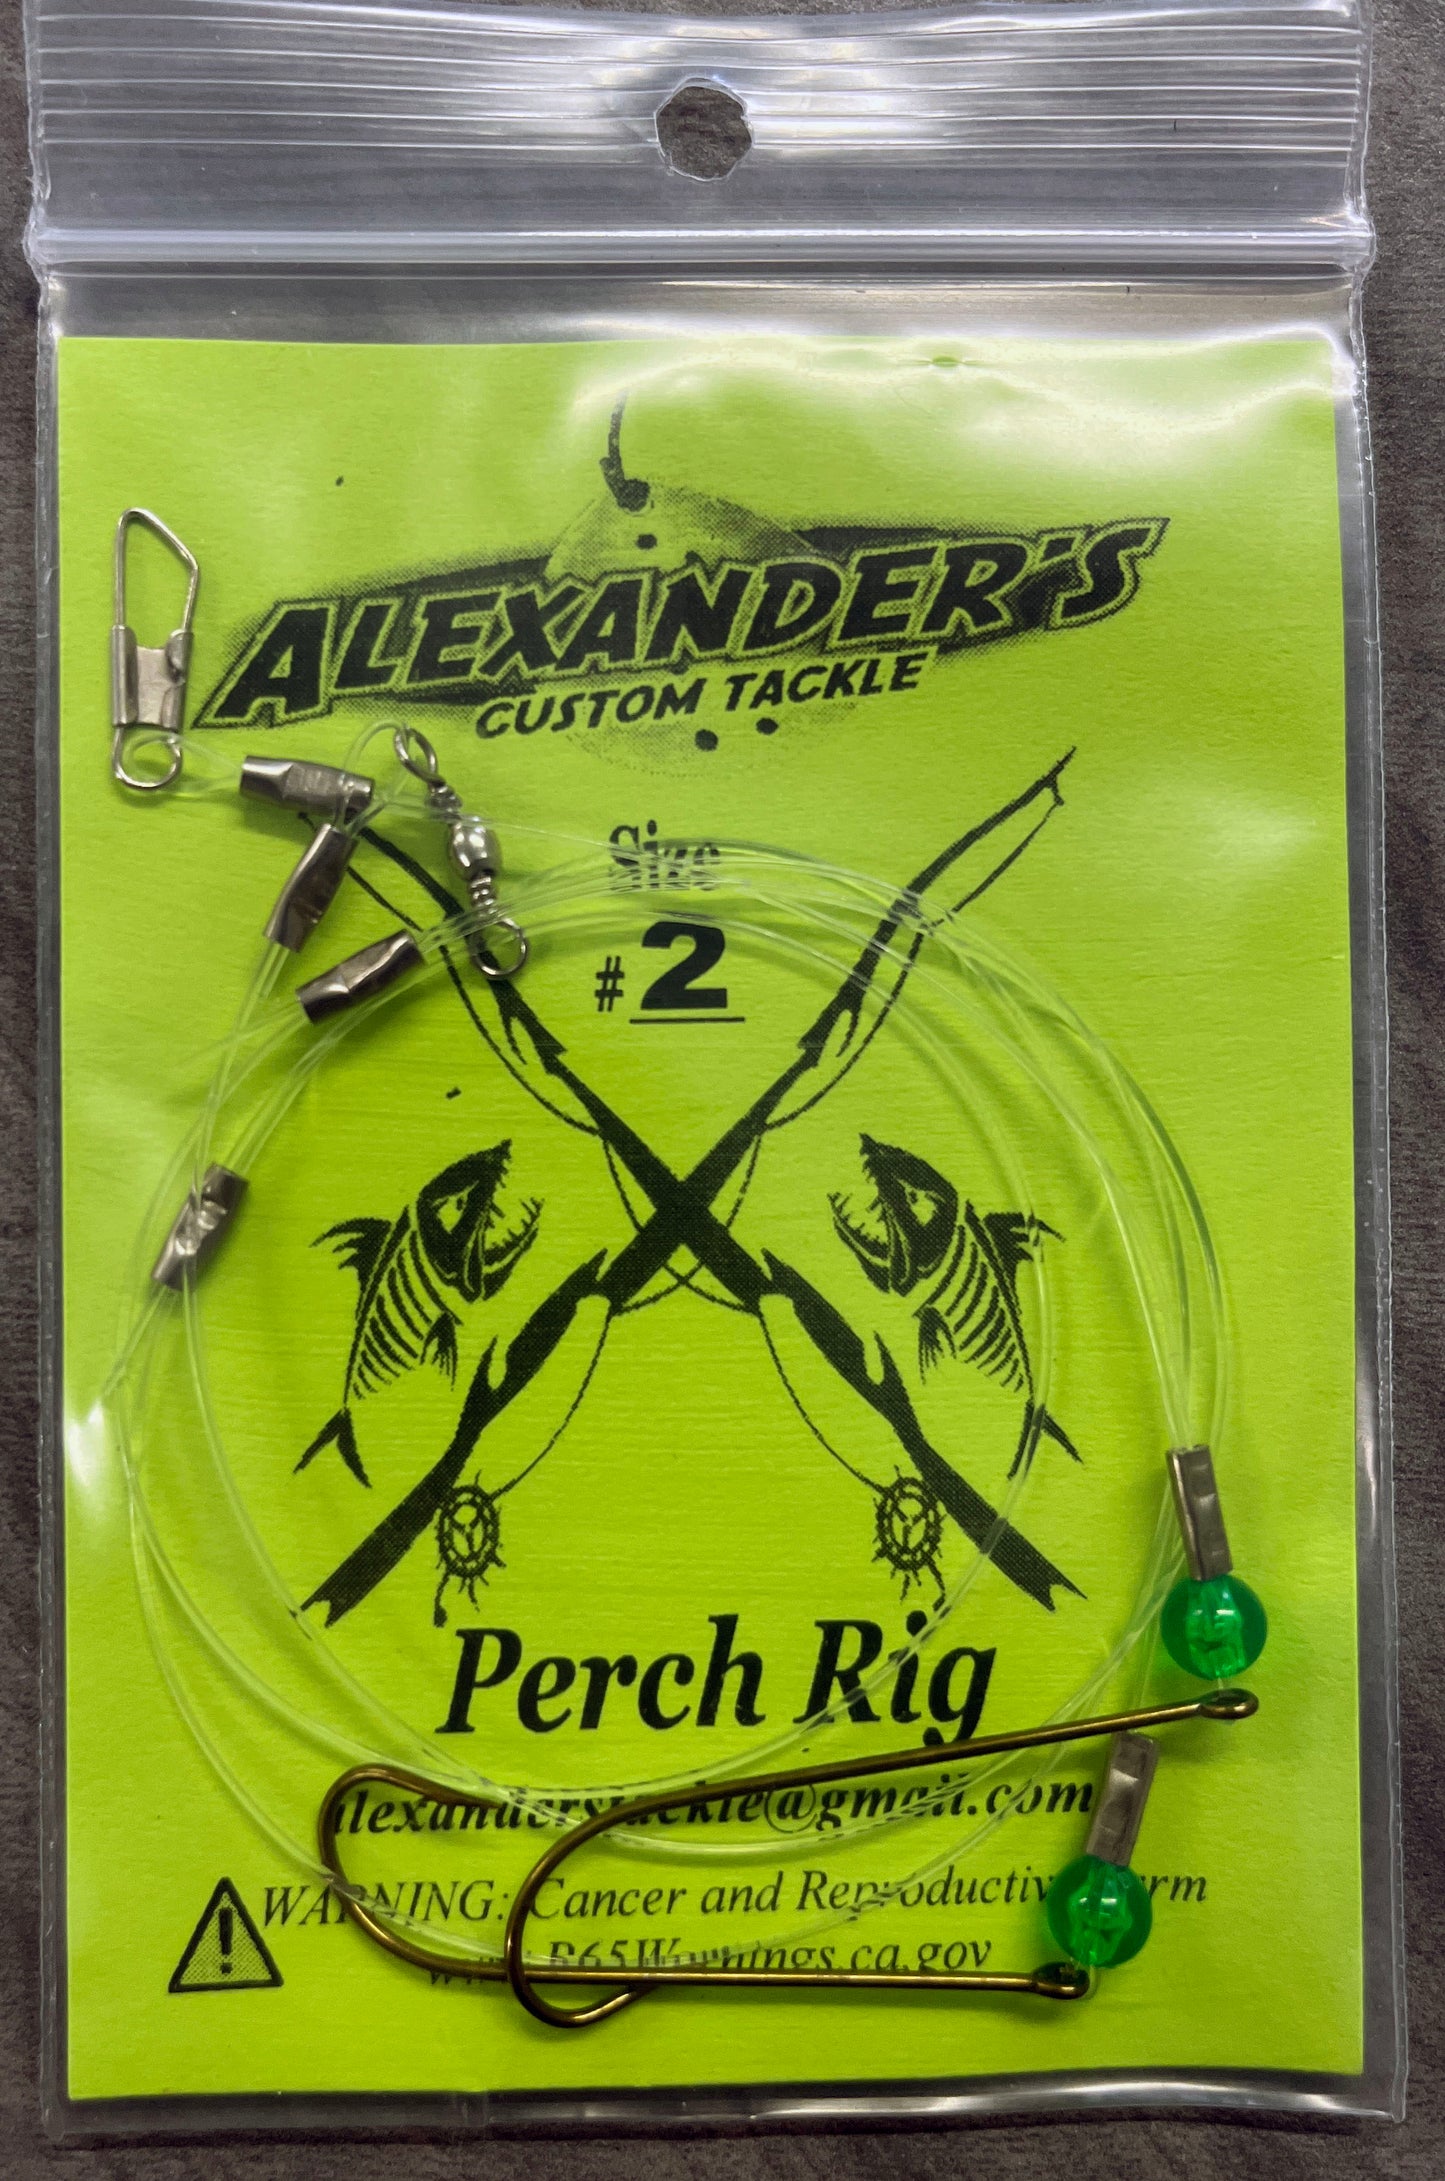 ALEXANDER'S
CUSTOM TACKLE
Size
# 2
Perch Rig
alexanderstackle@gmail.com
WARNING: Cancer and Reproductive Harm
www.P65Warnings.ca.gov